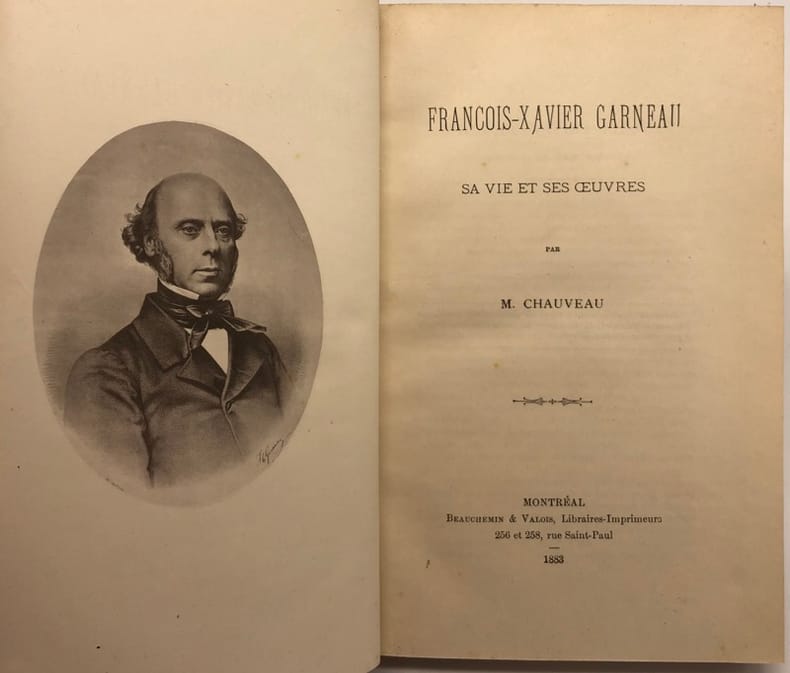 FRANCOIS-XAVIER GARNEAU
SA VIE ET SES ŒUVRES
PAR
M. CHAUVEAU
MONTRÉAL
BEAUCHEMIN & VALOIS, Libraires-Imprimeurs
256 et 258, rue Saint-Paul
1883